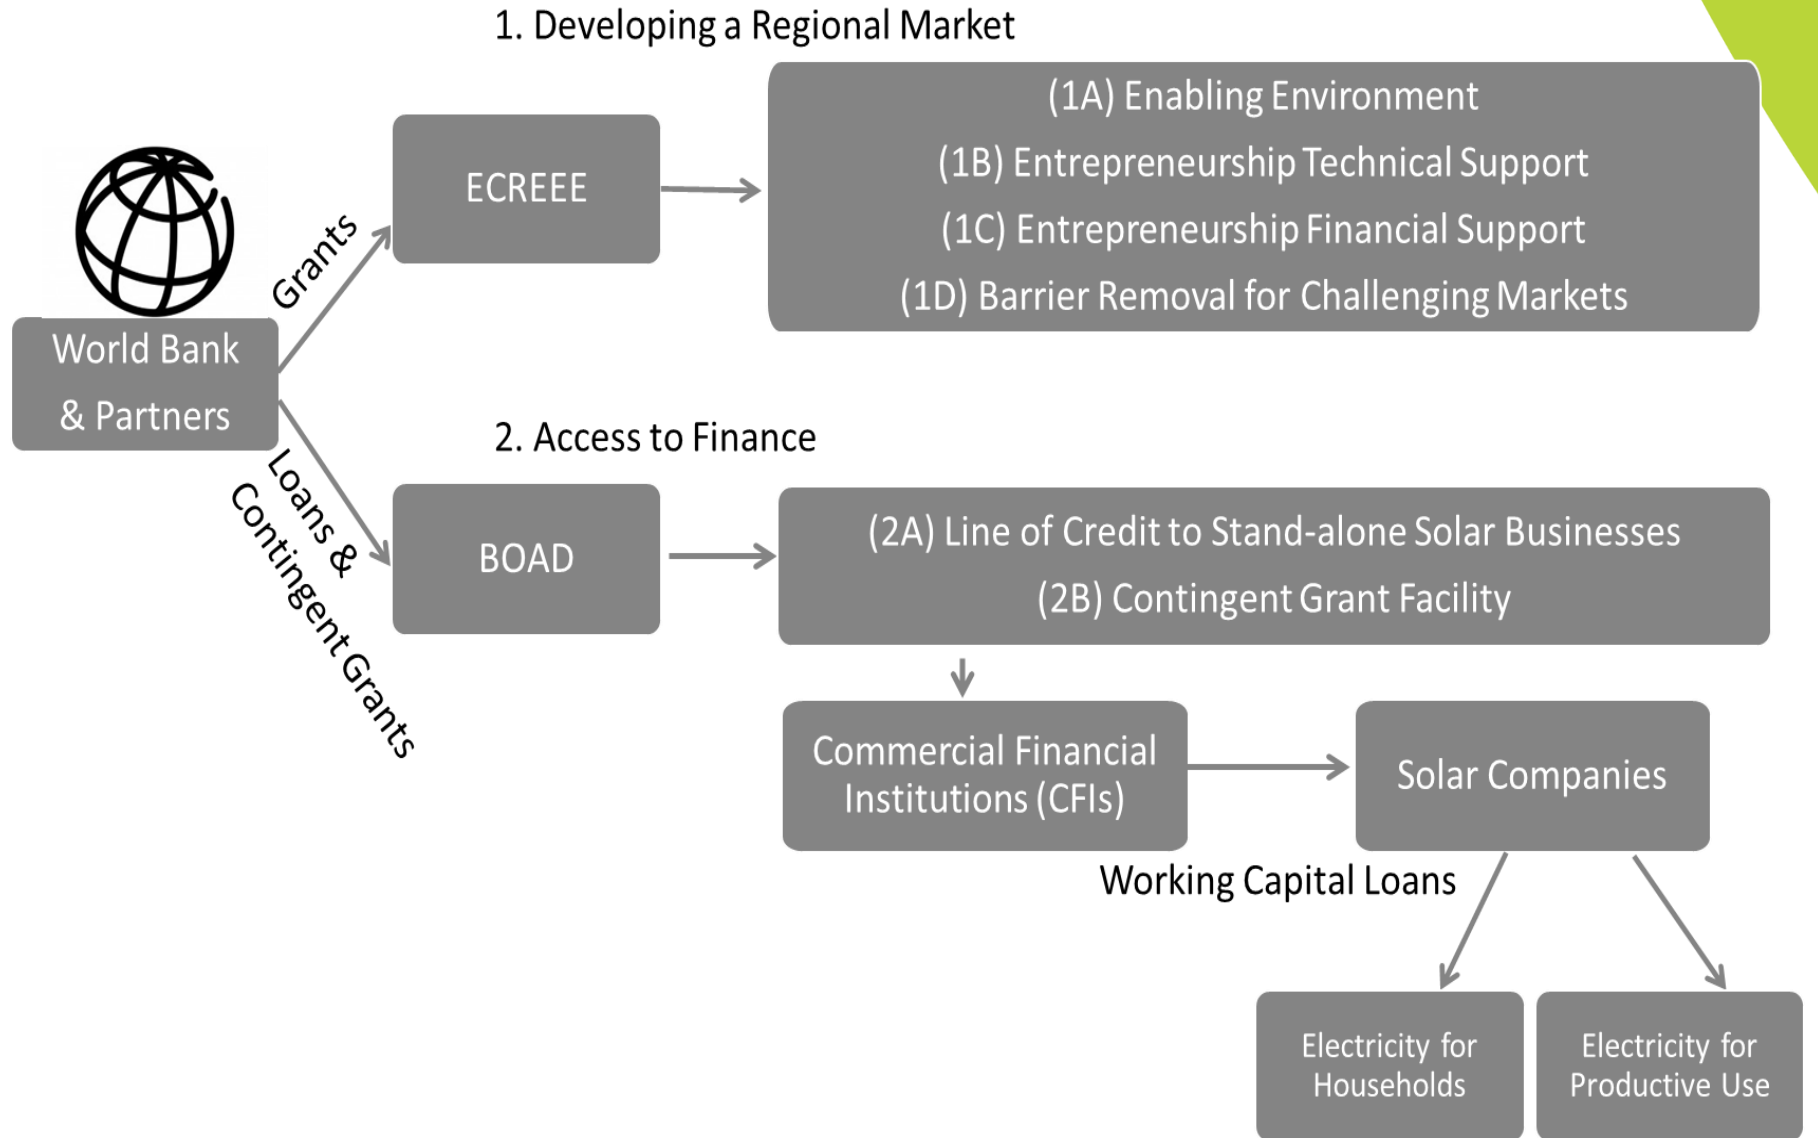 1. Developing a Regional Market
(1A) Enabling Environment
(1B) Entrepreneurship Technical Support
(1C) Entrepreneurship Financial Support
(1D) Barrier Removal for Challenging Markets
ECREEE
Grants
World Bank
& Partners
Loans &
Contingent Grants
2. Access to Finance
BOAD
(2A) Line of Credit to Stand-alone Solar Businesses
(2B) Contingent Grant Facility
Commercial Financial
Institutions (CFIs)
Solar Companies
Working Capital Loans
Electricity for
Households
Electricity for
Productive Use